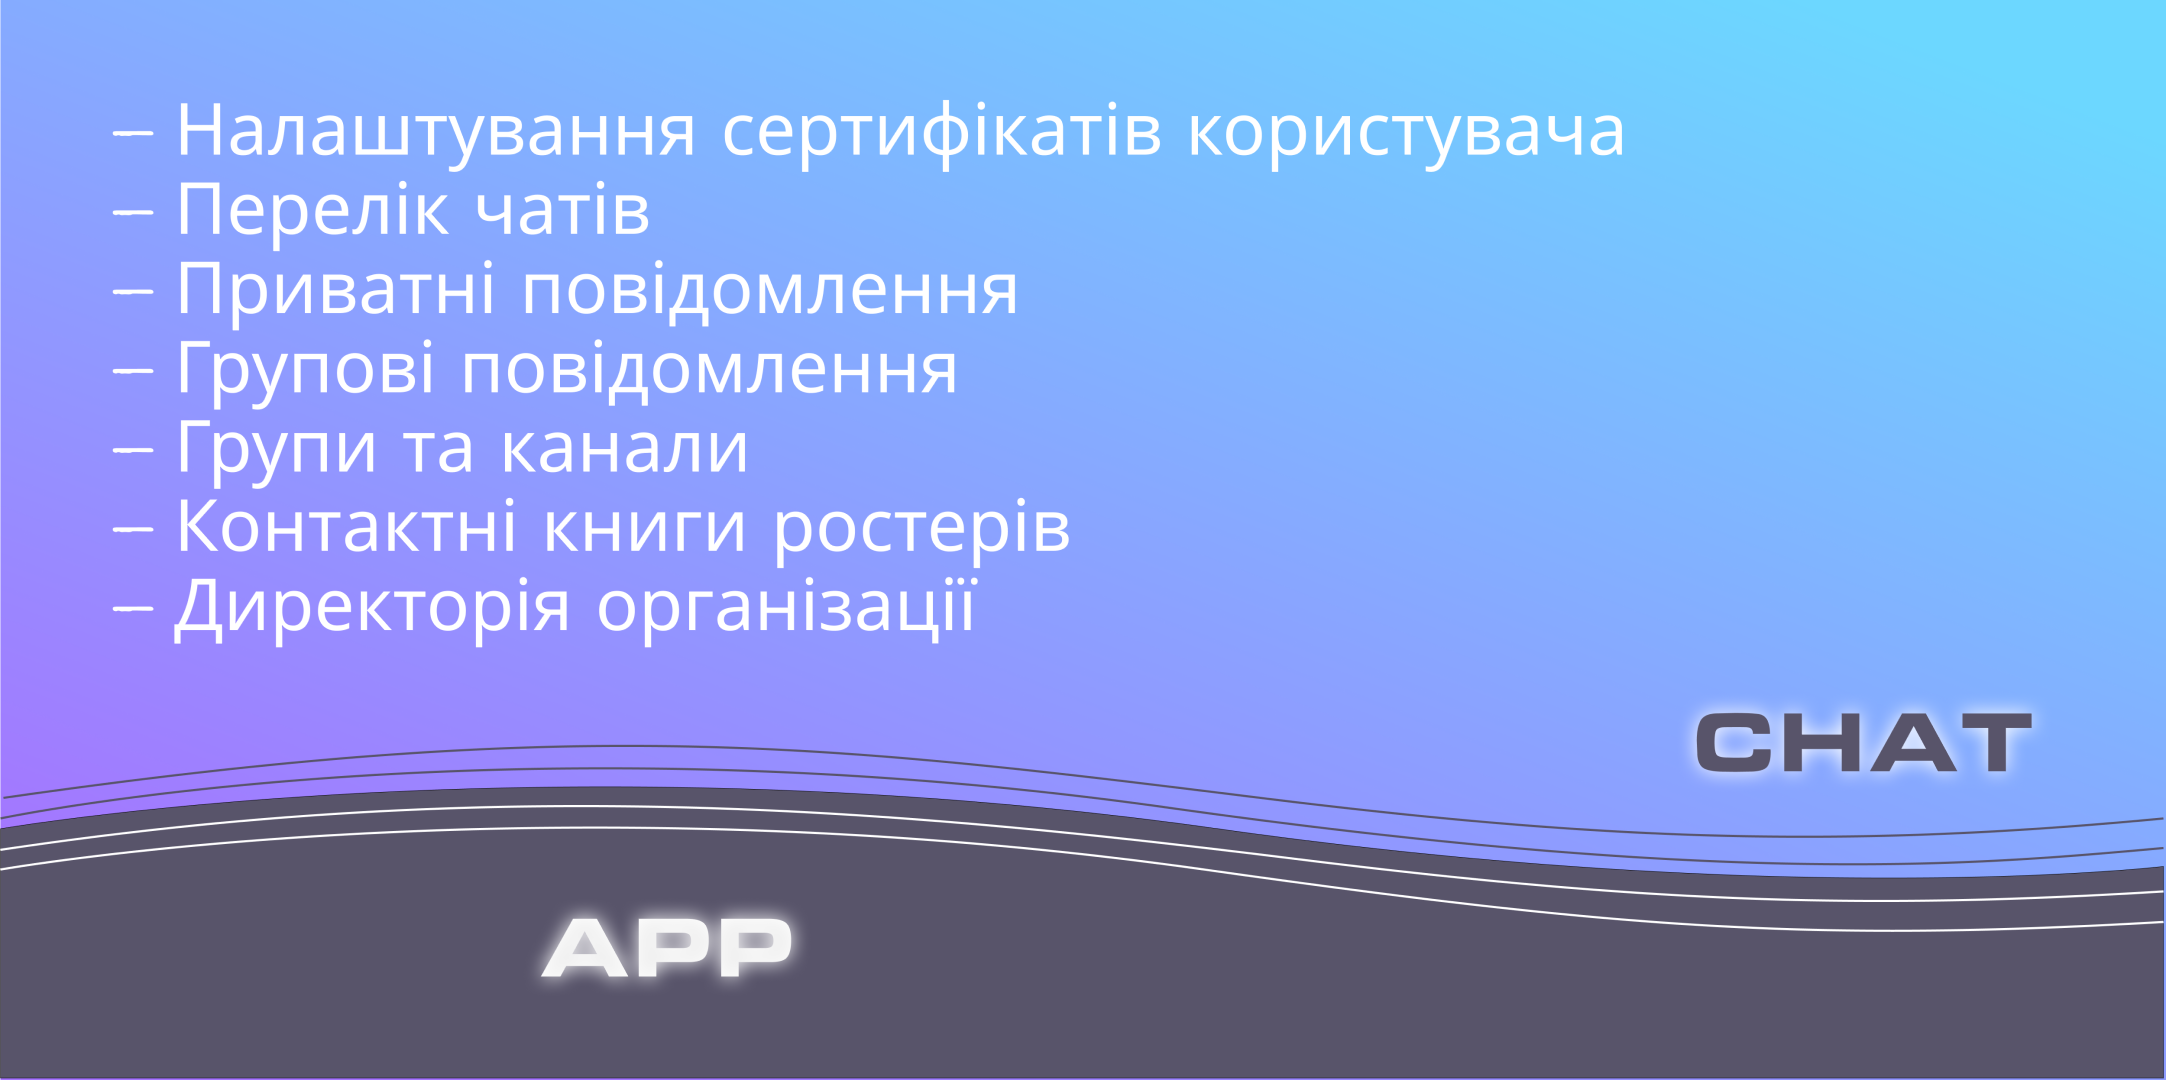 – Налаштування сертифікатів користувача
– Перелік чатів
– Приватні повідомлення
– Групові повідомлення
– Групи та канали
– Контактні книги ростерів
– Директорія організації
CHAT
APP